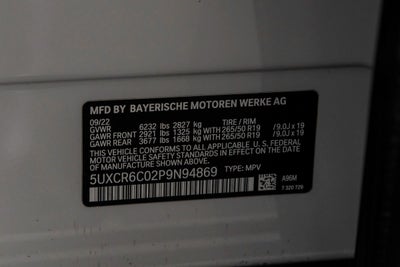 MFD BY BAYERISCHE MOTOREN WERKE AG
09/22 TIRE / RIM
GVWR 6232 lbs 2827 kg
GAWR FRONT 2921 lbs 1325 kg WITH 265/50 R19 / 9.0J x 19
GAWR REAR 3677 lbs 1668 kg WITH 265/50 R19 / 9.0J x 19
THIS VEHICLE CONFORMS TO ALL APPLICABLE U. S. FEDERAL
MOTOR VEHICLE SAFETY STANDARDS IN EFFECT ON THE DATE
OF MANUFACTURE SHOWN ABOVE.
5UXCR6C02P9N94869 TYPE: MPV
A96M
7 320 726